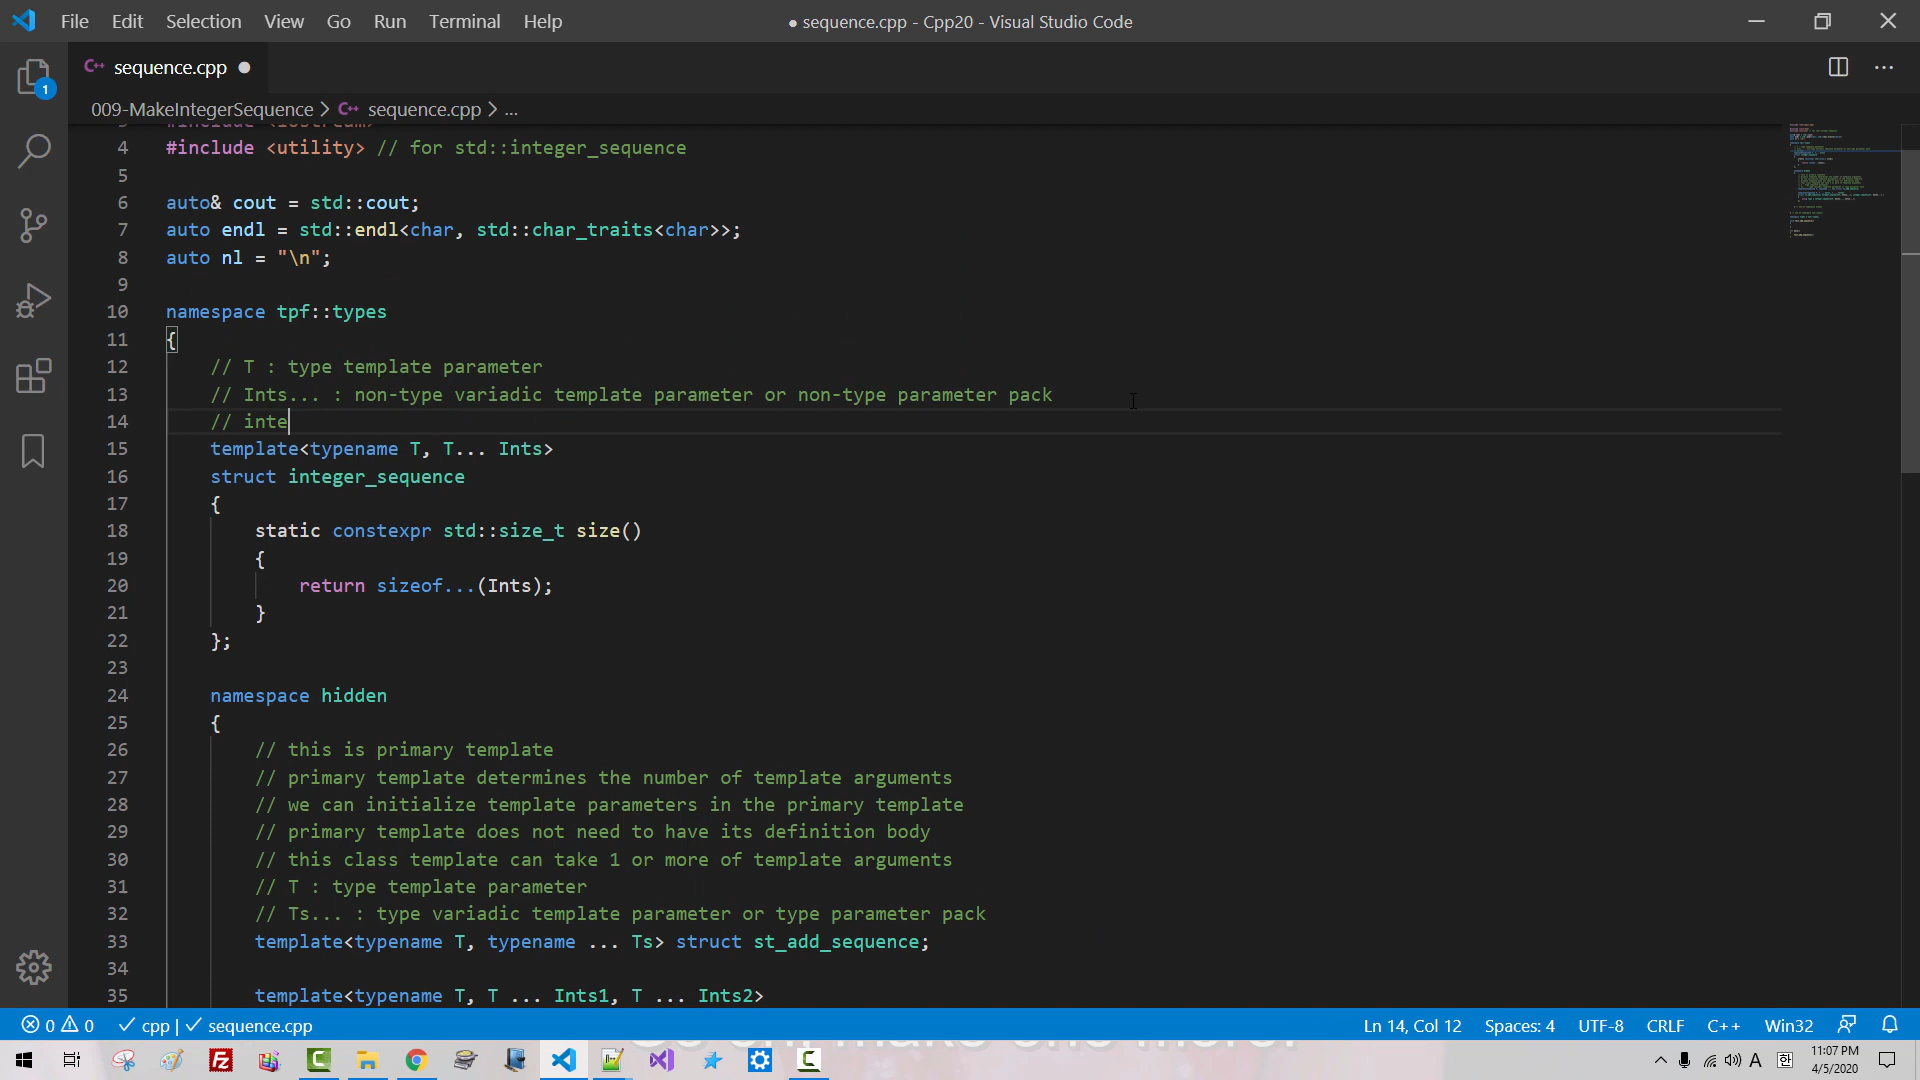 File Edit Selection View Go Run Terminal Help
● sequence.cpp - Cpp20 - Visual Studio Code
1
C++ sequence.cpp ●
009-MakeIntegerSequence > C++ sequence.cpp > ...
#include <iostream>
4 #include <utility> // for std::integer_sequence
5
6 auto& cout = std::cout;
7 auto endl = std::endl<char, std::char_traits<char>>;
8 auto nl = "\n";
9
10 namespace tpf::types
11 {
12 // T : type template parameter
13 // Ints... : non-type variadic template parameter or non-type parameter pack
14 // inte
15 template<typename T, T... Ints>
16 struct integer_sequence
17 {
18 static constexpr std::size_t size()
19 {
20 return sizeof...(Ints);
21 }
22 };
23
24 namespace hidden
25 {
26 // this is primary template
27 // primary template determines the number of template arguments
28 // we can initialize template parameters in the primary template
29 // primary template does not need to have its definition body
30 // this class template can take 1 or more of template arguments
31 // T : type template parameter
32 // Ts... : type variadic template parameter or type parameter pack
33 template<typename T, typename ... Ts> struct st_add_sequence;
34
35 template<typename T, T ... Ints1, T ... Ints2>
0 0 cpp | sequence.cpp
Ln 14, Col 12 Spaces: 4 UTF-8 CRLF C++ Win32
A 한 11:07 PM
4/5/2020